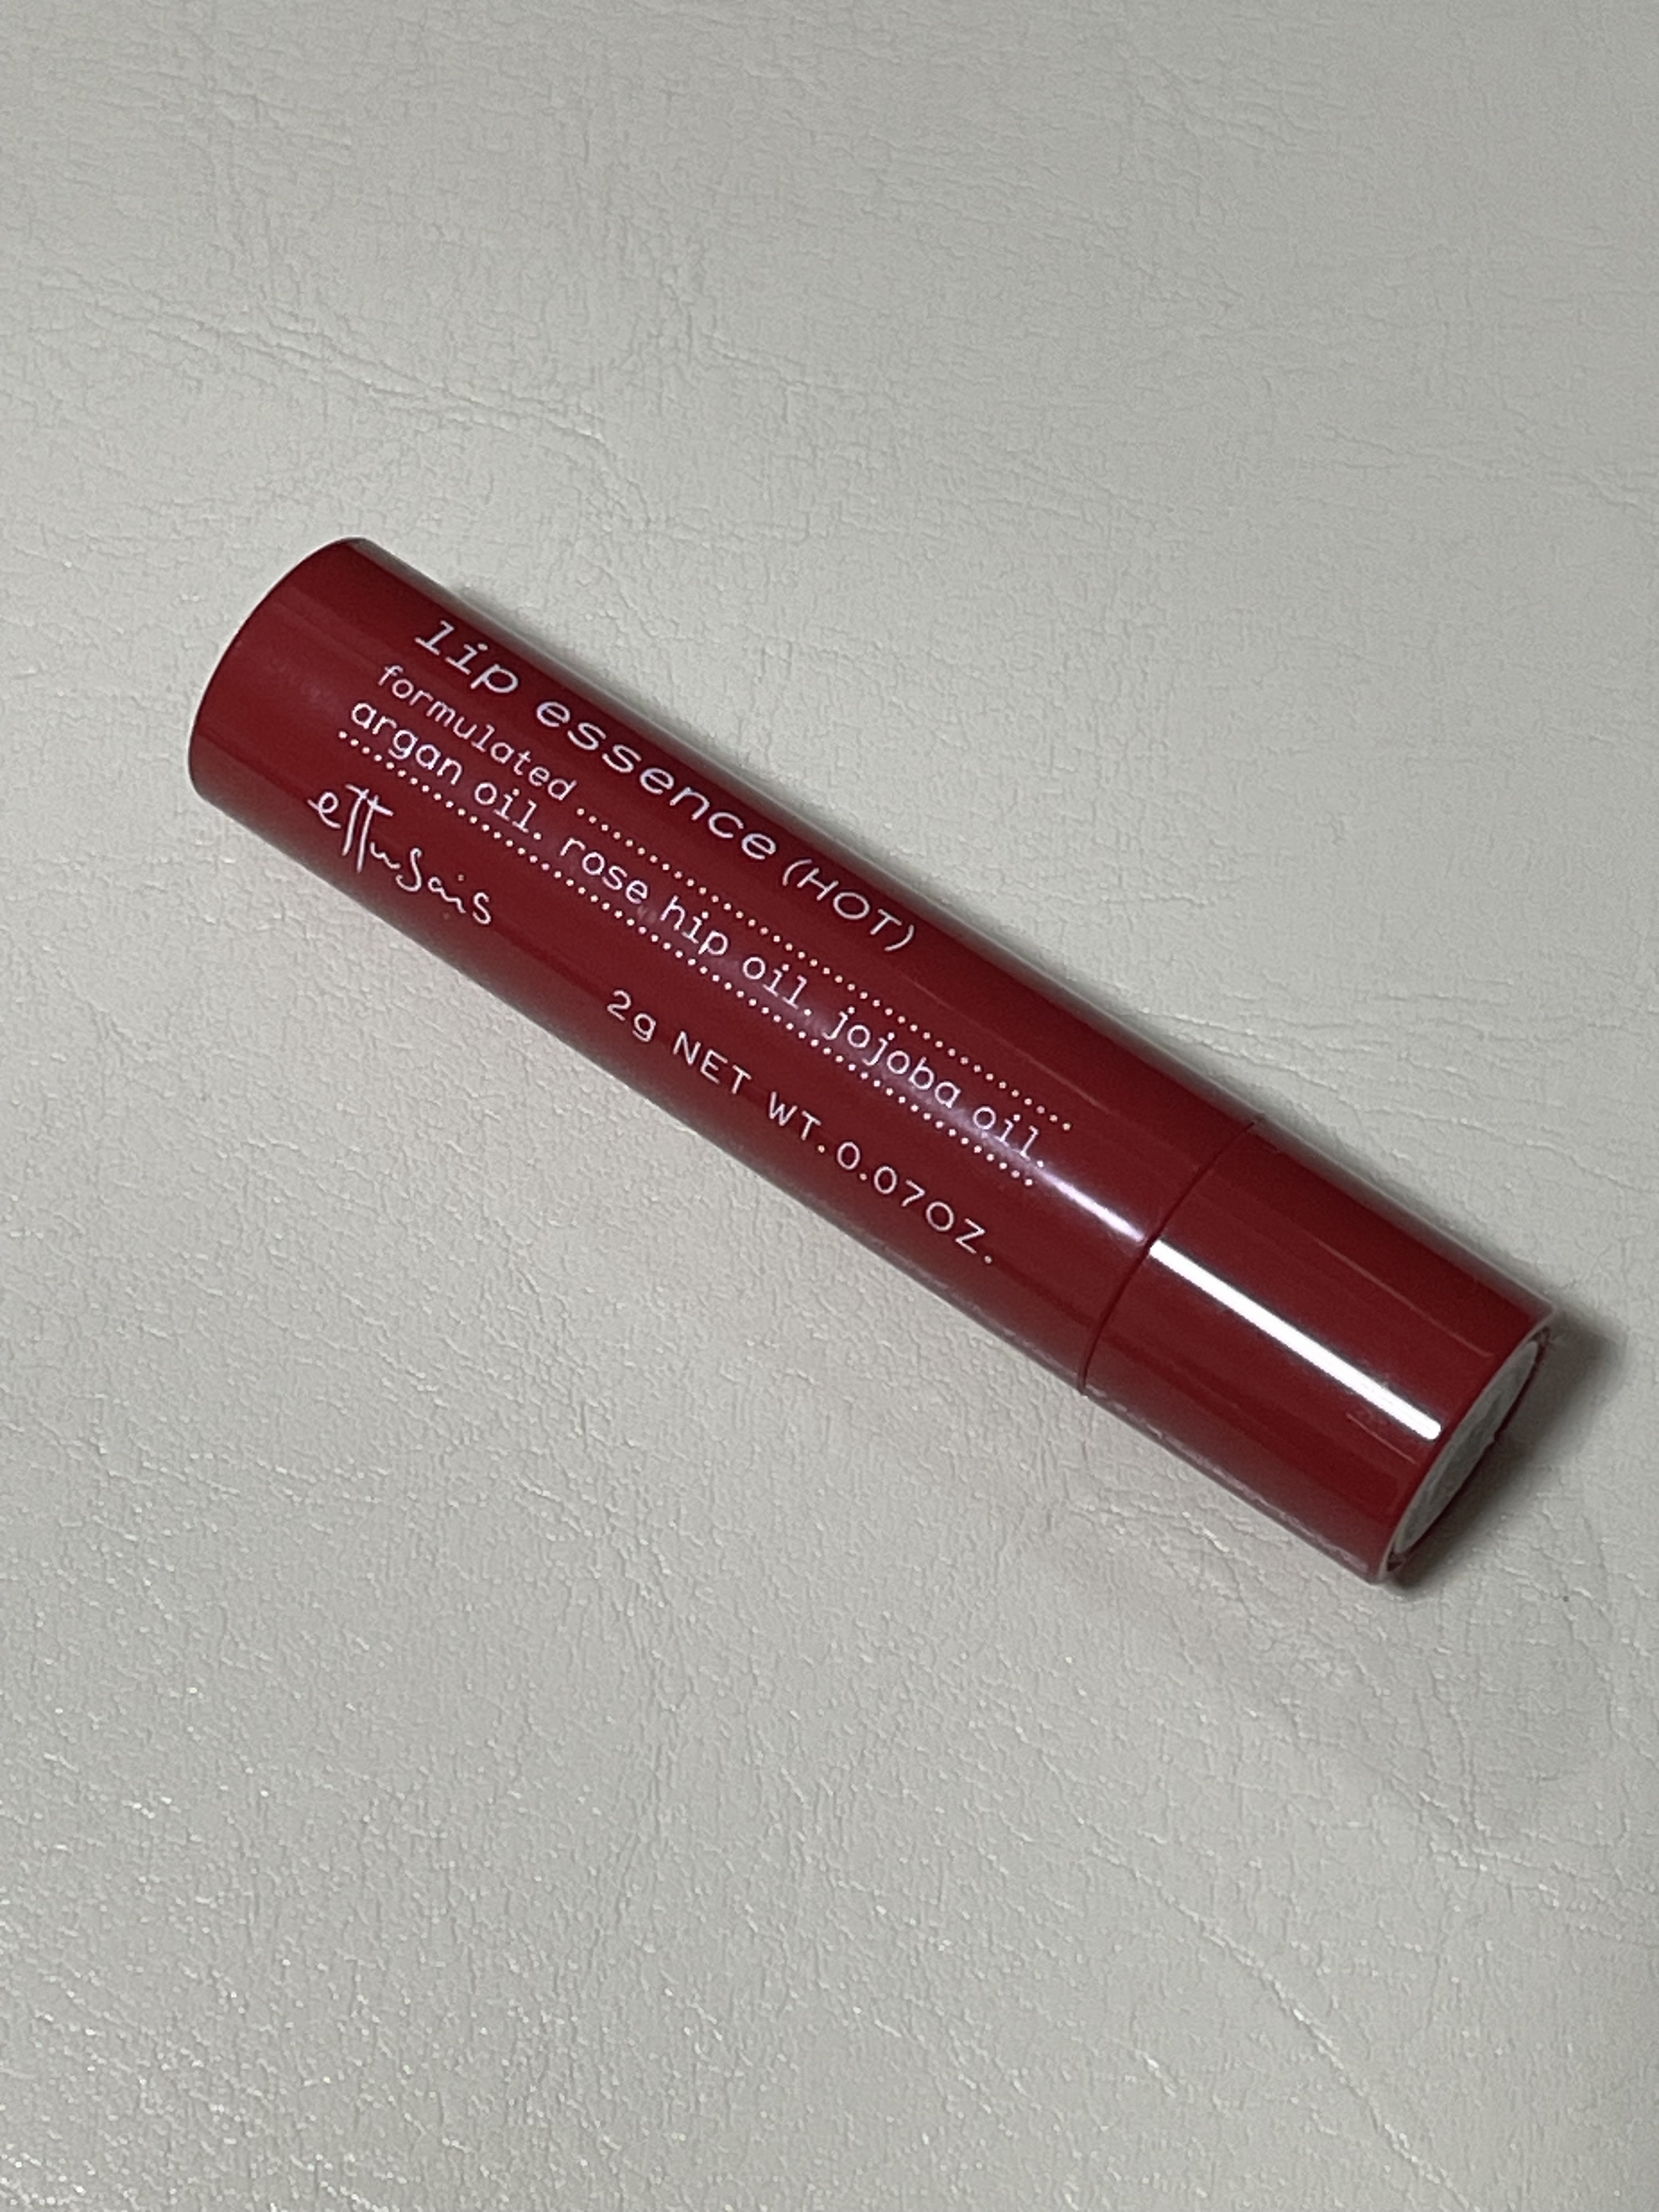 lip essence (HOT)
formulated
argan oil. rose hip oil. jojoba oil.
ettusais
2g NET WT.0.07OZ.